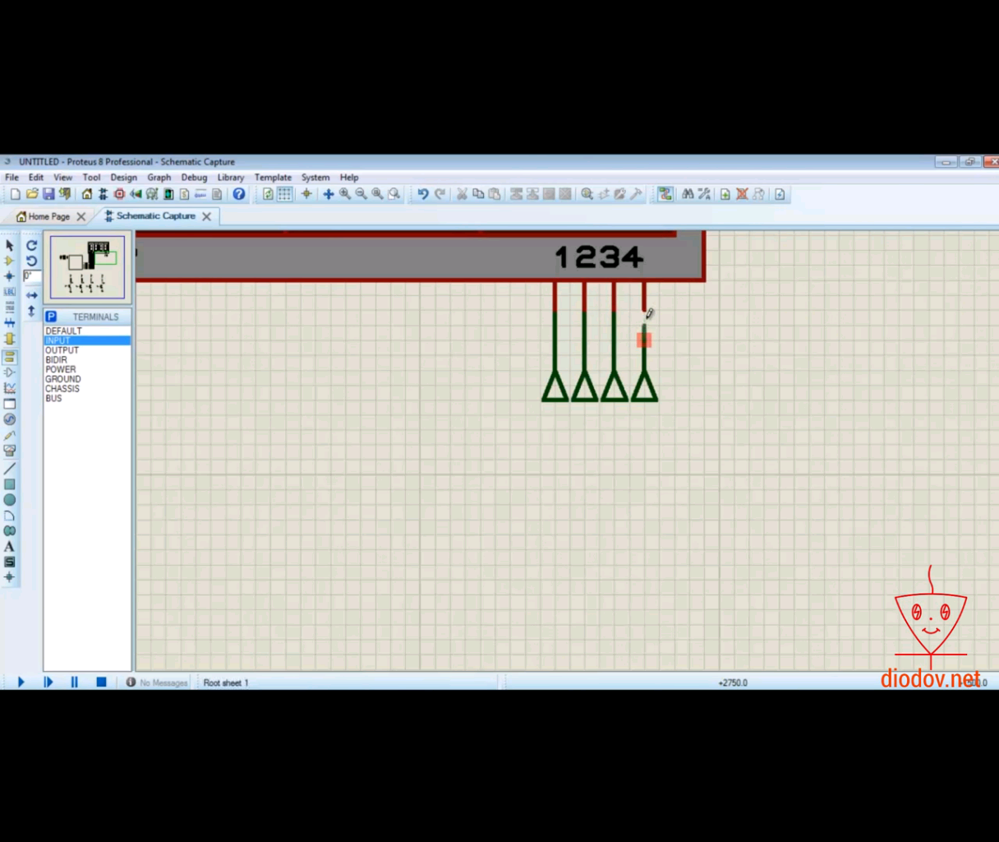 UNTITLED - Proteus 8 Professional - Schematic Capture
File Edit View Tool Design Graph Debug Library Template System Help
Home Page Schematic Capture
0°
LBL
P TERMINALS
DEFAULT
INPUT
OUTPUT
BIDIR
POWER
GROUND
CHASSIS
BUS
A
S
1234
No Messages Root sheet 1 +2750.0
diodov.net